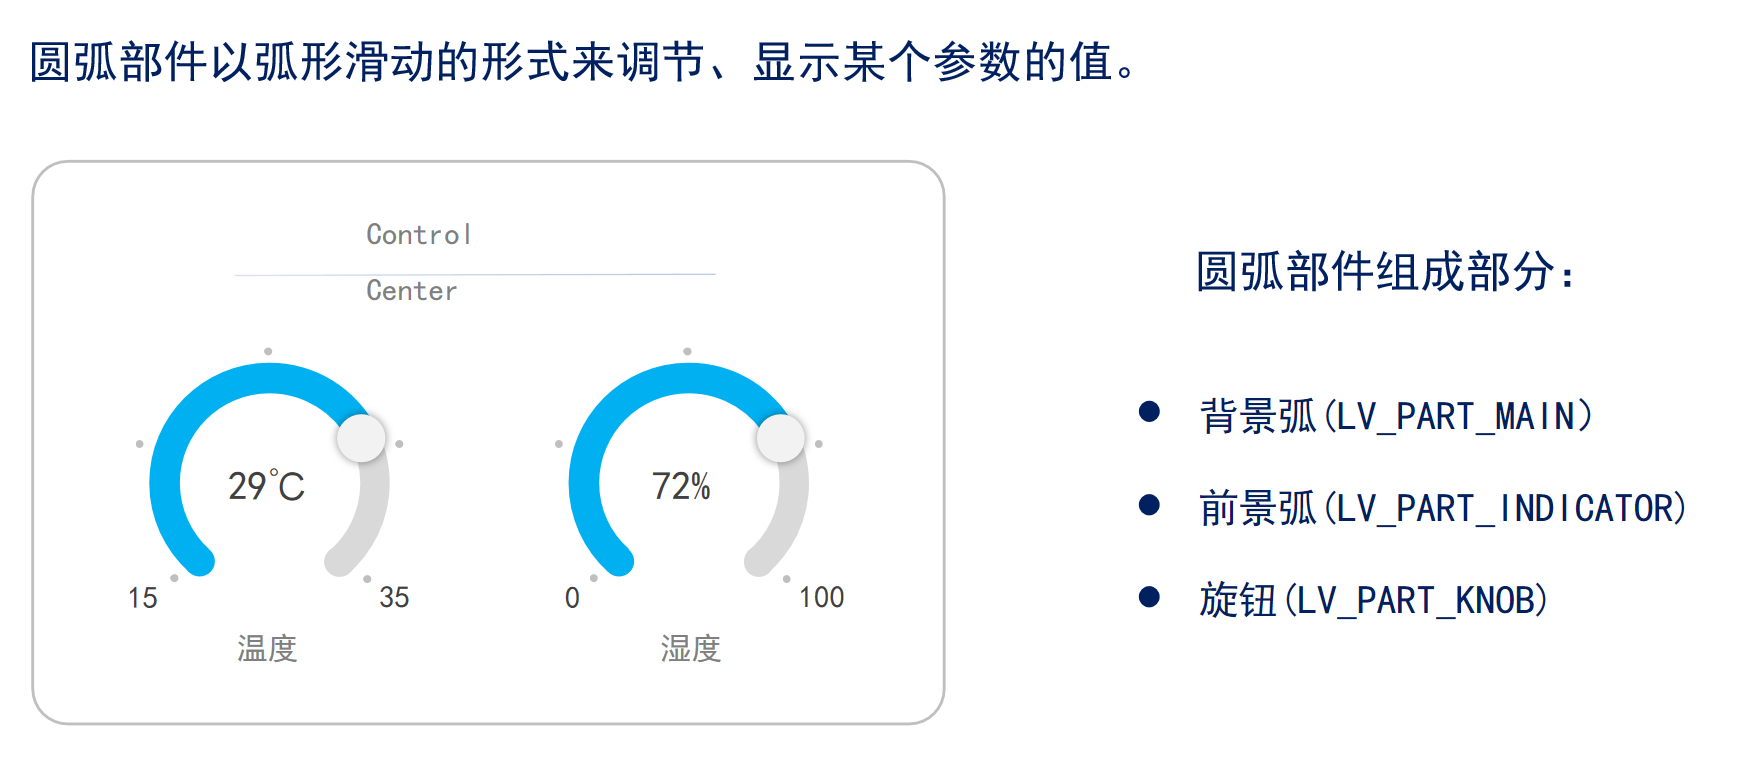 圆弧部件以弧形滑动的形式来调节、显示某个参数的值。
Control
Center
29℃
15
35
温度
72%
0
100
湿度
圆弧部件组成部分：
● 背景弧(LV_PART_MAIN)
● 前景弧(LV_PART_INDICATOR)
● 旋钮(LV_PART_KNOB)